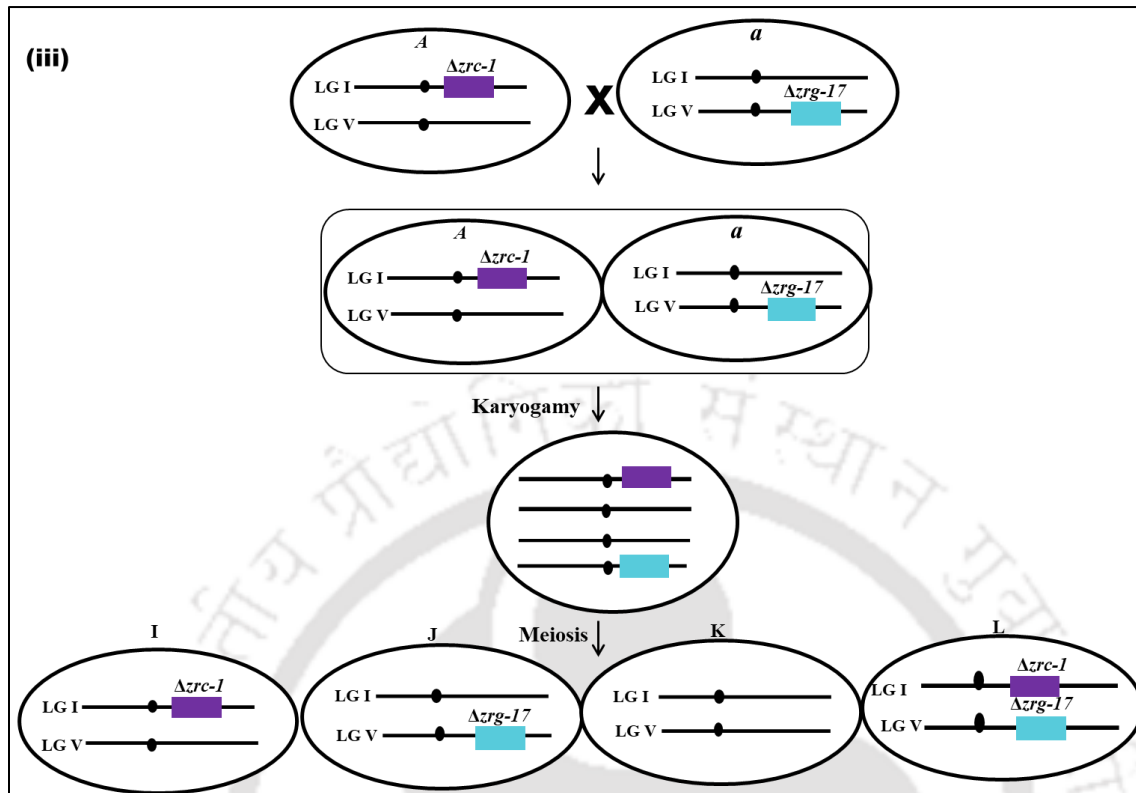 (iii)
A
a
LG I
Δzrc-1
LG V
X
LG I
Δzrg-17
LG V
A
a
LG I
Δzrc-1
LG V
LG I
Δzrg-17
LG V
Karyogamy
Meiosis
I
J
K
L
LG I
Δzrc-1
LG V
LG I
Δzrg-17
LG V
LG I
LG V
LG I
Δzrc-1
Δzrg-17
LG V